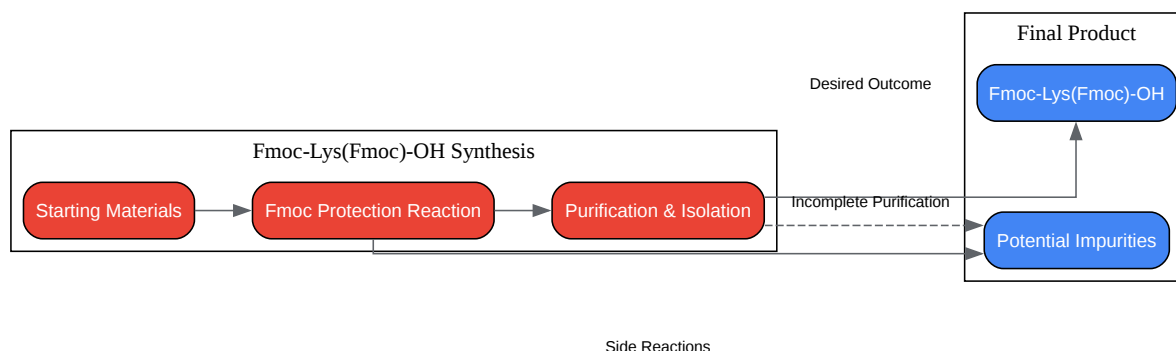 Final Product
Desired Outcome
Fmoc-Lys(Fmoc)-OH
Fmoc-Lys(Fmoc)-OH Synthesis
Starting Materials
Fmoc Protection Reaction
Purification & Isolation
Incomplete Purification
Potential Impurities
Side Reactions